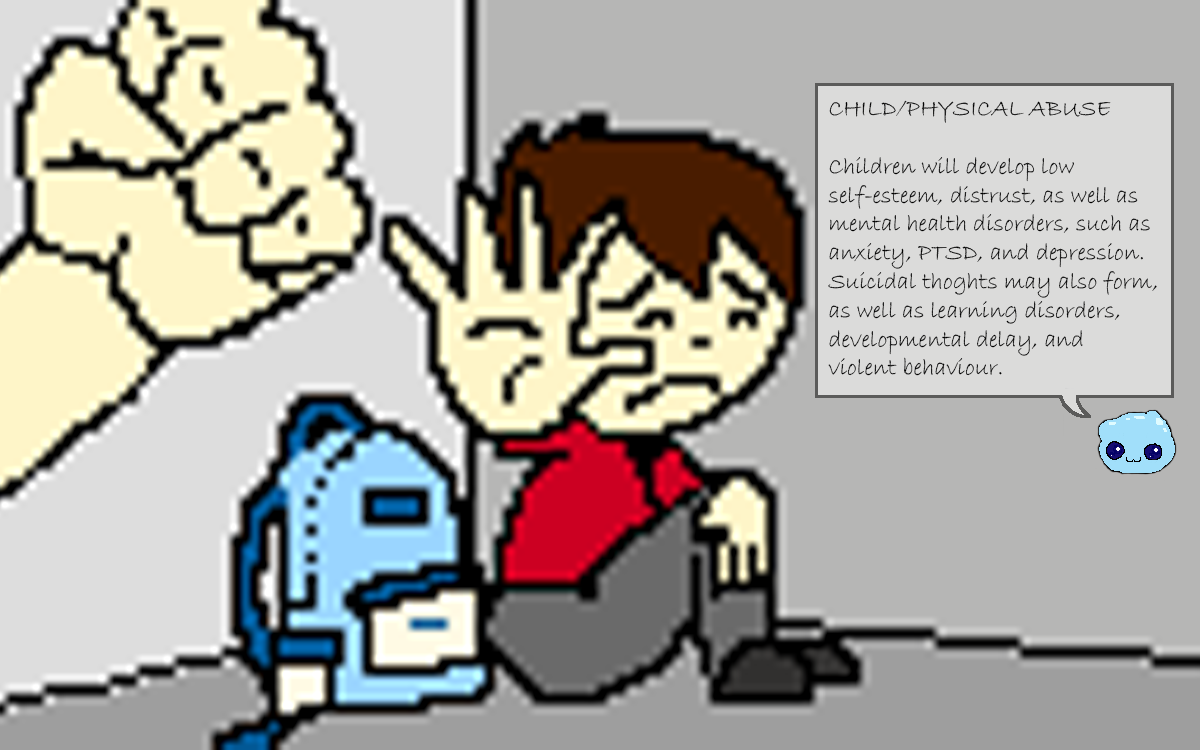 CHILD/PHYSICAL ABUSE
Children will develop low
self-esteem, distrust, as well as
mental health disorders, such as
anxiety, PTSD, and depression.
Suicidal thoghts may also form,
as well as learning disorders,
developmental delay, and
violent behaviour.